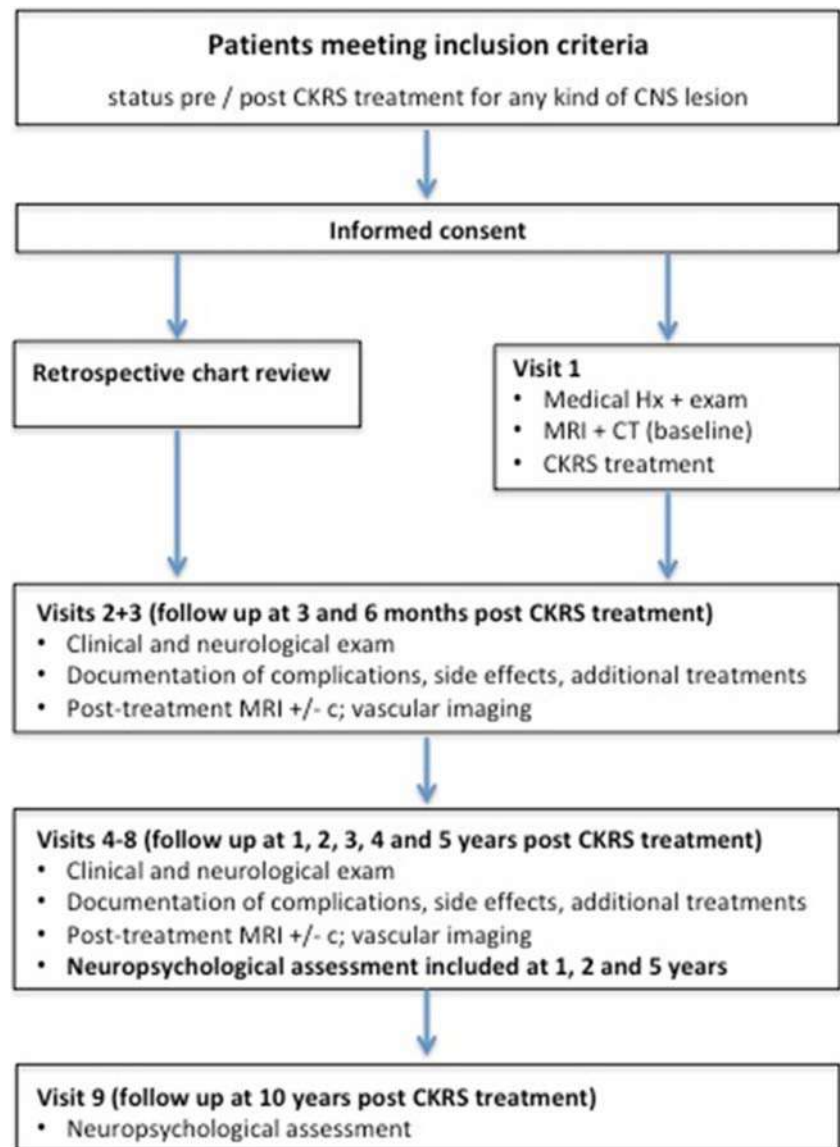 Patients meeting inclusion criteria
status pre / post CKRS treatment for any kind of CNS lesion
Informed consent
Retrospective chart review
Visit 1
• Medical Hx + exam
• MRI + CT (baseline)
• CKRS treatment
Visits 2+3 (follow up at 3 and 6 months post CKRS treatment)
• Clinical and neurological exam
• Documentation of complications, side effects, additional treatments
• Post-treatment MRI +/- c; vascular imaging
Visits 4-8 (follow up at 1, 2, 3, 4 and 5 years post CKRS treatment)
• Clinical and neurological exam
• Documentation of complications, side effects, additional treatments
• Post-treatment MRI +/- c; vascular imaging
• Neuropsychological assessment included at 1, 2 and 5 years
Visit 9 (follow up at 10 years post CKRS treatment)
• Neuropsychological assessment